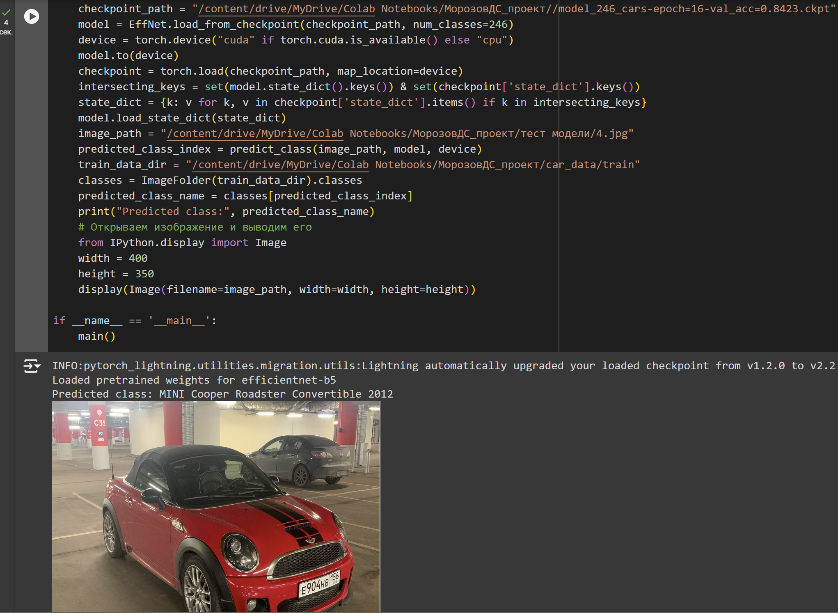 checkpoint_path = "/content/drive/MyDrive/Colab Notebooks/МорозовДС_проект//model_246_cars-epoch=16-val_acc=0.8423.ckpt"
model = EffNet.load_from_checkpoint(checkpoint_path, num_classes=246)
4
сек.
device = torch.device("cuda" if torch.cuda.is_available() else "cpu")
model.to(device)
checkpoint = torch.load(checkpoint_path, map_location=device)
intersecting_keys = set(model.state_dict().keys()) & set(checkpoint['state_dict'].keys())
state_dict = {k: v for k, v in checkpoint['state_dict'].items() if k in intersecting_keys}
model.load_state_dict(state_dict)
image_path = "/content/drive/MyDrive/Colab Notebooks/МорозовДС_проект/тест модели/4.jpg"
predicted_class_index = predict_class(image_path, model, device)
train_data_dir = "/content/drive/MyDrive/Colab Notebooks/МорозовДС_проект/car_data/train"
classes = ImageFolder(train_data_dir).classes
predicted_class_name = classes[predicted_class_index]
print("Predicted class:", predicted_class_name)
# Открываем изображение и выводим его
from IPython.display import Image
width = 400
height = 350
display(Image(filename=image_path, width=width, height=height))
if __name__ == '__main__':
main()
INFO:pytorch_lightning.utilities.migration.utils:Lightning automatically upgraded your loaded checkpoint from v1.2.0 to v2.2
Loaded pretrained weights for efficientnet-b5
Predicted class: MINI Cooper Roadster Convertible 2012